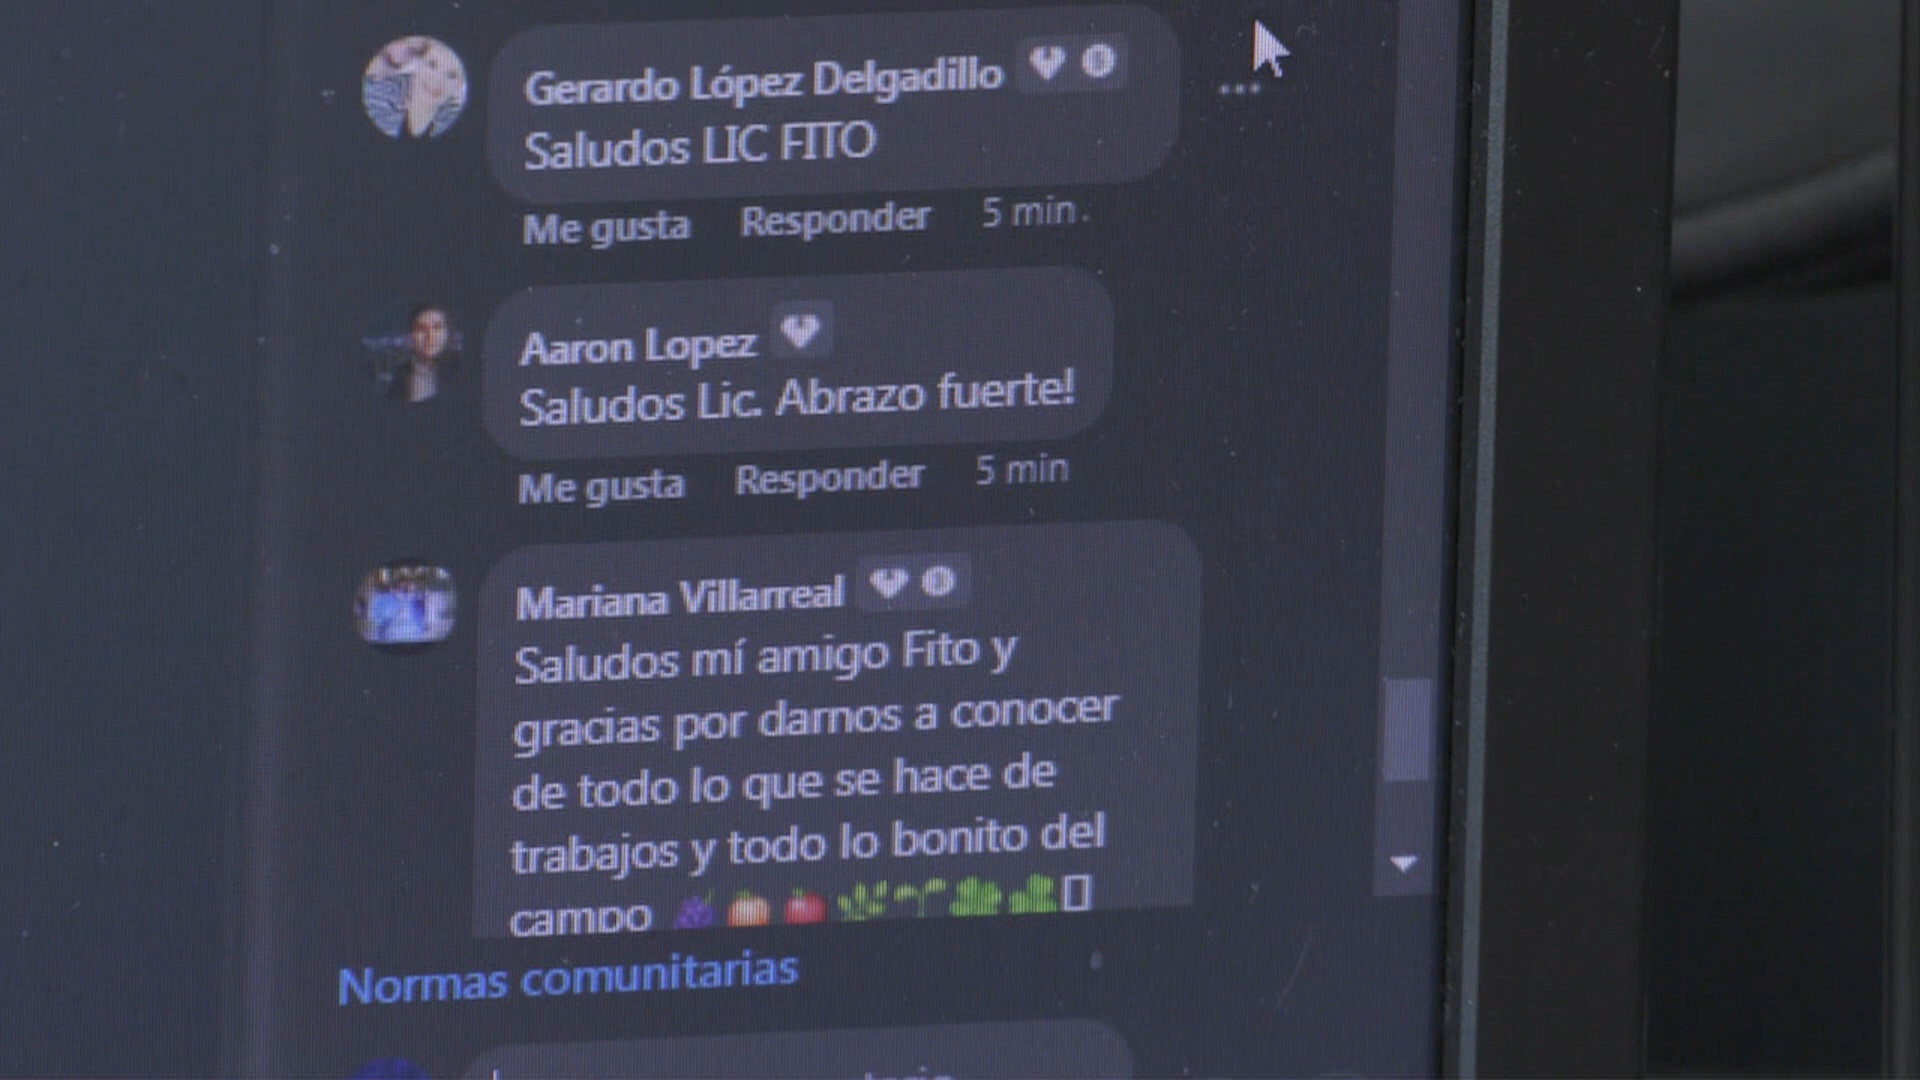 Gerardo López Delgadillo
Saludos LIC FITO
Me gusta Responder 5 min
Aaron Lopez
Saludos Lic. Abrazo fuerte!
Me gusta Responder 5 min
Mariana Villarreal
Saludos mí amigo Fito y
gracias por darnos a conocer
de todo lo que se hace de
trabajos y todo lo bonito del
campo 🍇🍑🍎🌿🌱🍀☘
Normas comunitarias